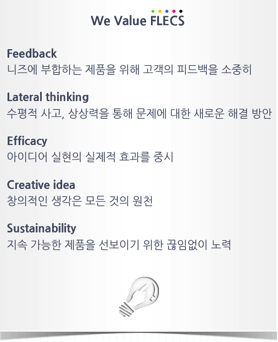 We Value FLECS
Feedback
니즈에 부합하는 제품을 위해 고객의 피드백을 소중히
Lateral thinking
수평적 사고, 상상력을 통해 문제에 대한 새로운 해결 방안
Efficacy
아이디어 실현의 실제적 효과를 중시
Creative idea
창의적인 생각은 모든 것의 원천
Sustainability
지속 가능한 제품을 선보이기 위한 끊임없이 노력